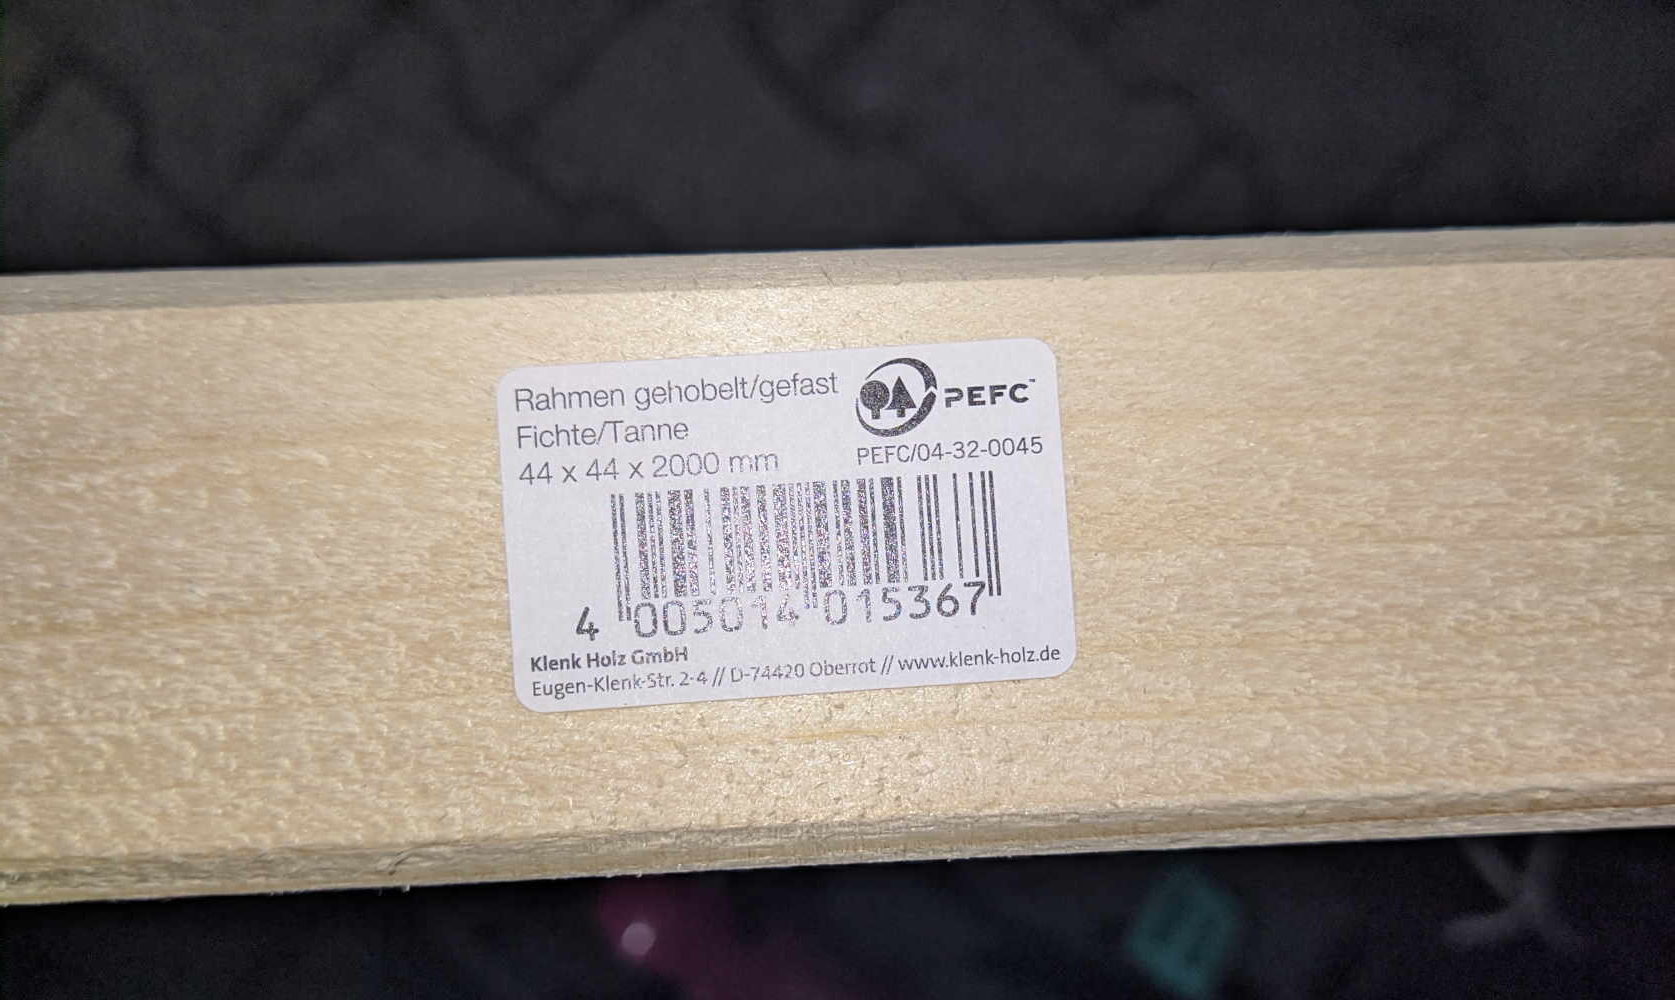 Rahmen gehobelt/gefast
Fichte/Tanne
44 x 44 x 2000 mm
PEFC™
PEFC/04-32-0045
4 005014 015367
Klenk Holz GmbH
Eugen-Klenk-Str. 2-4 // D-74420 Oberrot // www.klenk-holz.de